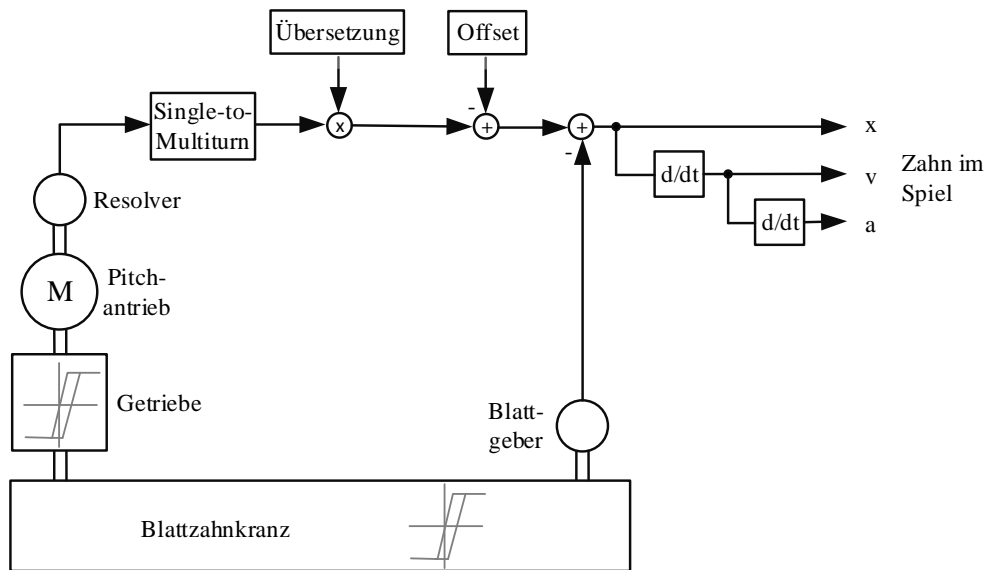 Übersetzung
Offset
Single-to-
Multiturn
x
-
+
+
-
x
d/dt
v
Zahn im
Spiel
d/dt
a
Resolver
M
Pitch-
antrieb
Getriebe
Blatt-
geber
Blattzahnkranz